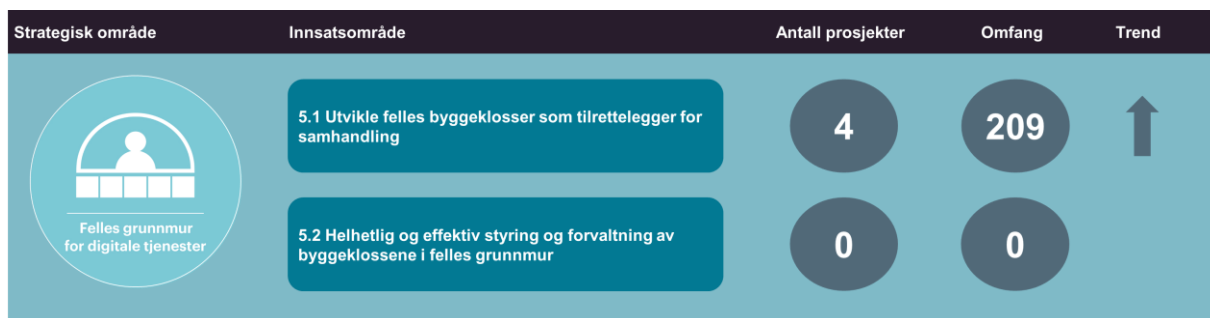 Strategisk område Innsatsområde Antall prosjekter Omfang Trend
5.1 Utvikle felles byggeklosser som tilrettelegger for
samhandling
4 209
Felles grunnmur
for digitale tjenester
5.2 Helhetlig og effektiv styring og forvaltning av
byggeklossene i felles grunnmur
0 0